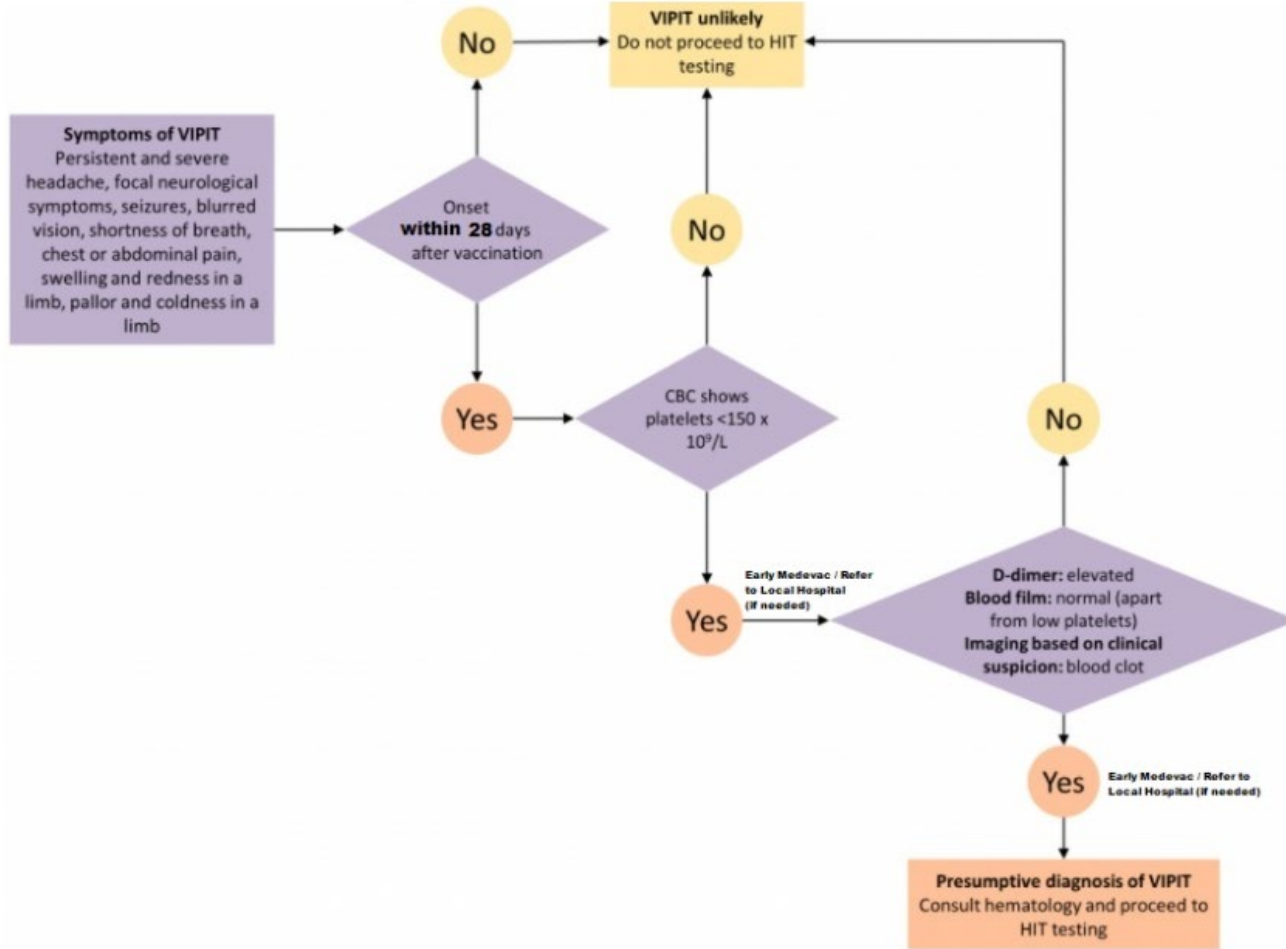 No
VIPIT unlikely
Do not proceed to HIT
testing
Symptoms of VIPIT
Persistent and severe
headache, focal neurological
symptoms, seizures, blurred
vision, shortness of breath,
chest or abdominal pain,
swelling and redness in a
limb, pallor and coldness in a
limb
Onset
within 28 days
after vaccination
No
Yes
CBC shows
platelets <150 x
10⁹/L
No
Early Medevac / Refer
to Local Hospital
(if needed)
Yes
D-dimer: elevated
Blood film: normal (apart
from low platelets)
Imaging based on clinical
suspicion: blood clot
Yes
Early Medevac / Refer to
Local Hospital (if needed)
Presumptive diagnosis of VIPIT
Consult hematology and proceed to
HIT testing